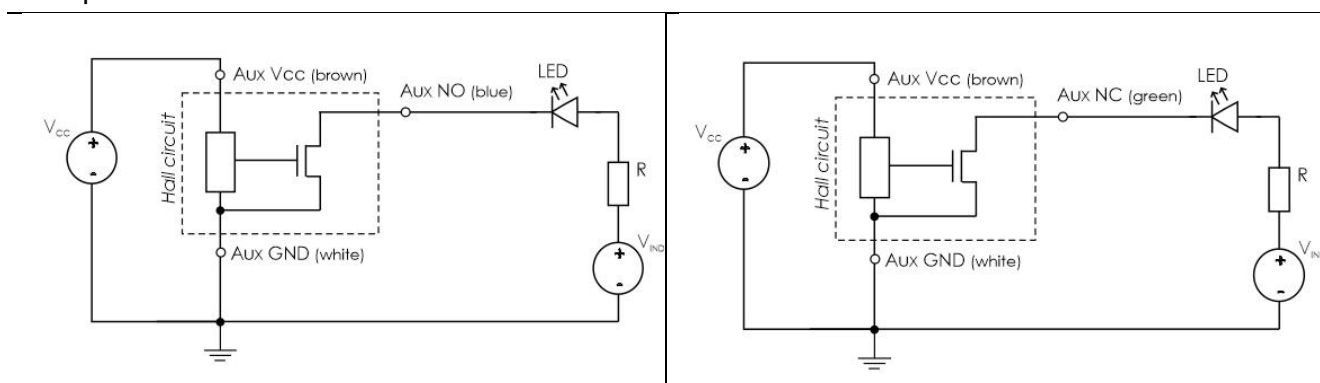 Aux Vcc (brown)
LED
Aux NO (blue)
Vcc
+
-
Hall circuit
R
VIND
+
-
Aux GND (white)
Aux Vcc (brown)
LED
Aux NC (green)
Vcc
+
-
Hall circuit
R
VIN
+
-
Aux GND (white)